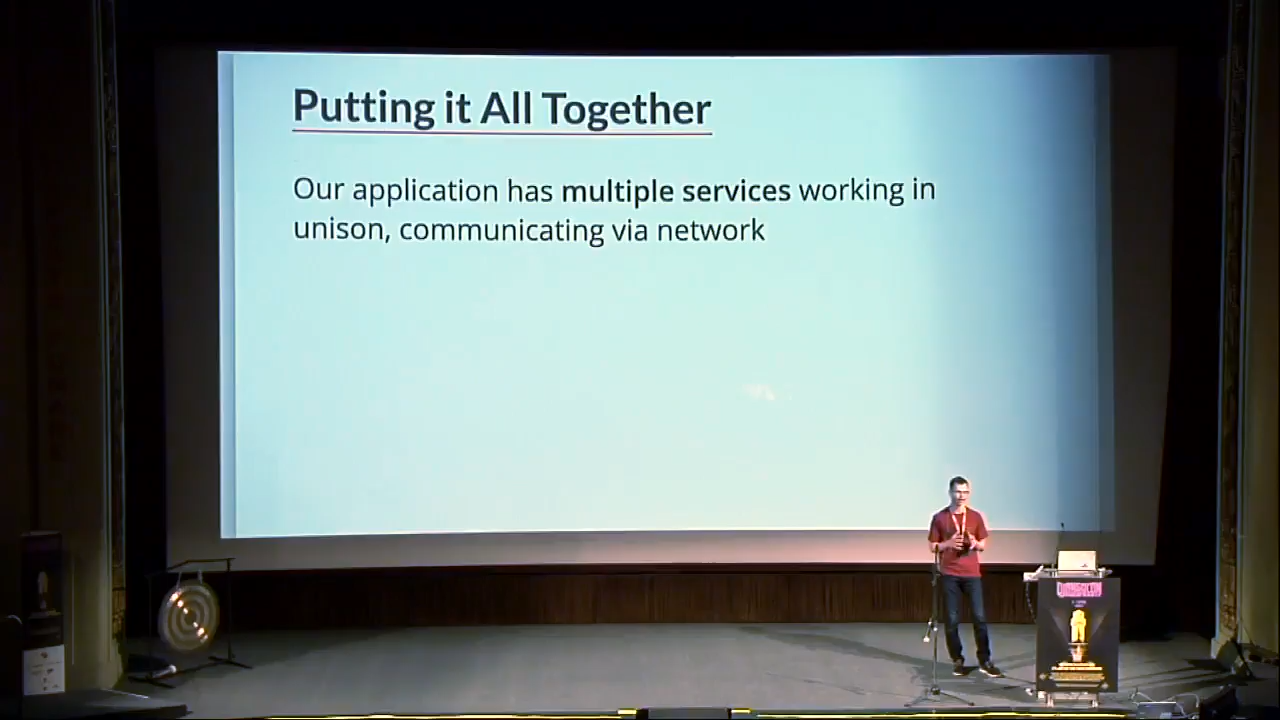 Putting it All Together
Our application has multiple services working in
unison, communicating via network